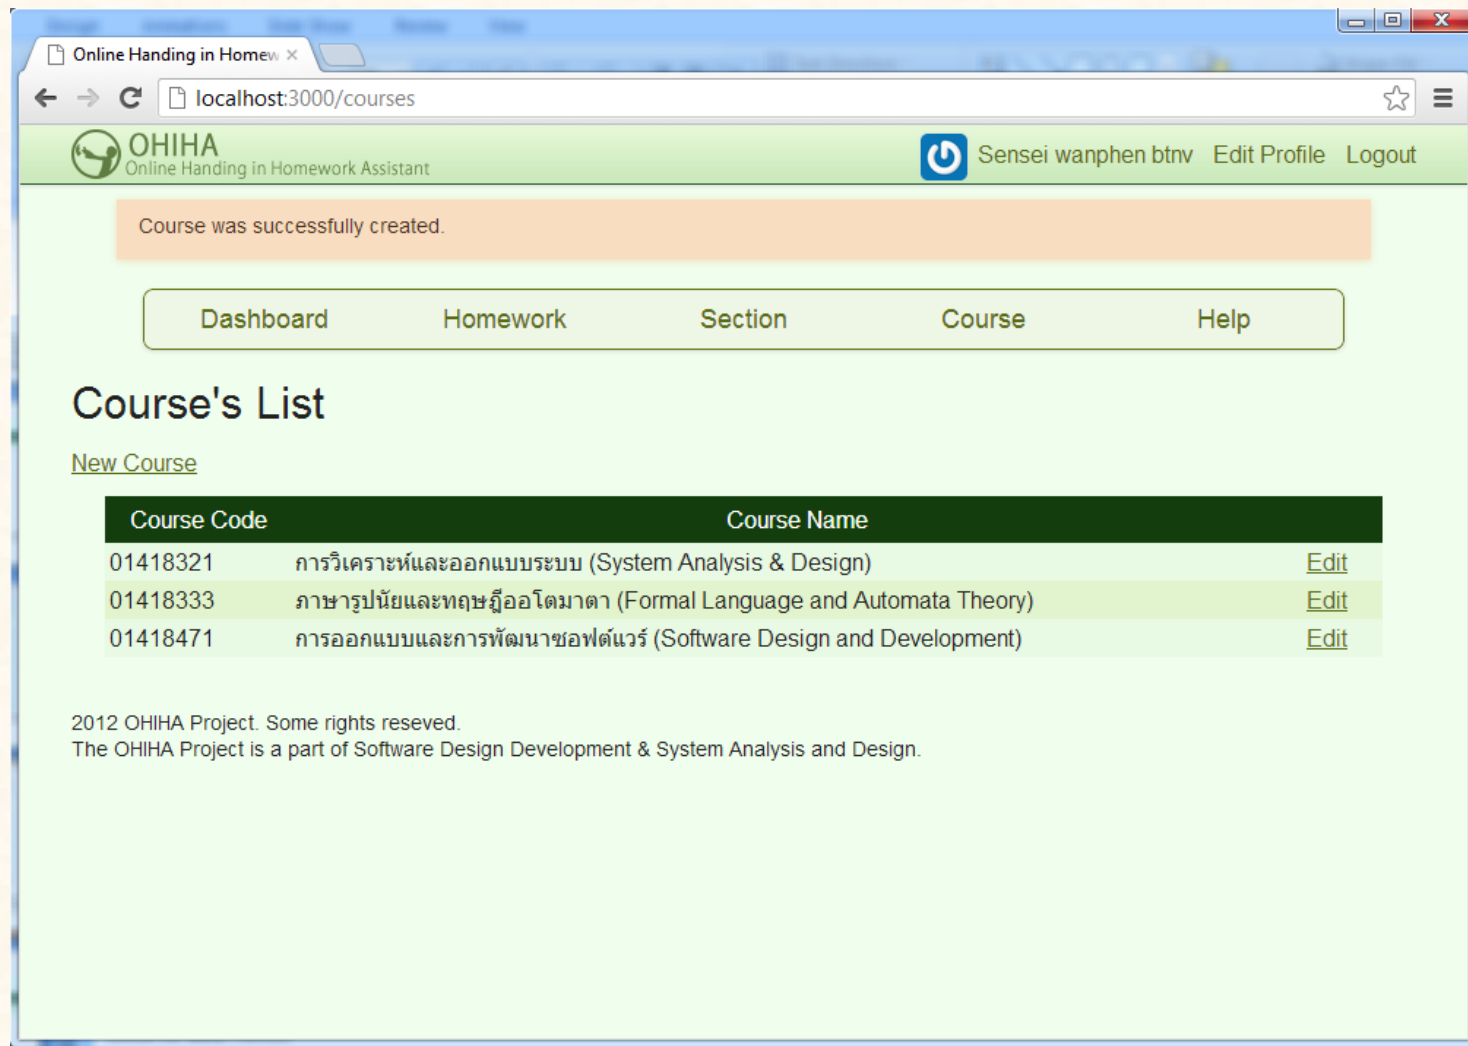 Online Handing in Homew
localhost:3000/courses
OHIHA
Online Handing in Homework Assistant
Sensei wanphen btnv Edit Profile Logout
Course was successfully created.
Dashboard Homework Section Course Help
Course's List
New Course
Course Code Course Name
01418321 การวิเคราะห์และออกแบบระบบ (System Analysis & Design) Edit
01418333 ภาษารูปนัยและทฤษฎีออโตมาตา (Formal Language and Automata Theory) Edit
01418471 การออกแบบและการพัฒนาซอฟต์แวร์ (Software Design and Development) Edit
2012 OHIHA Project. Some rights reseved.
The OHIHA Project is a part of Software Design Development & System Analysis and Design.